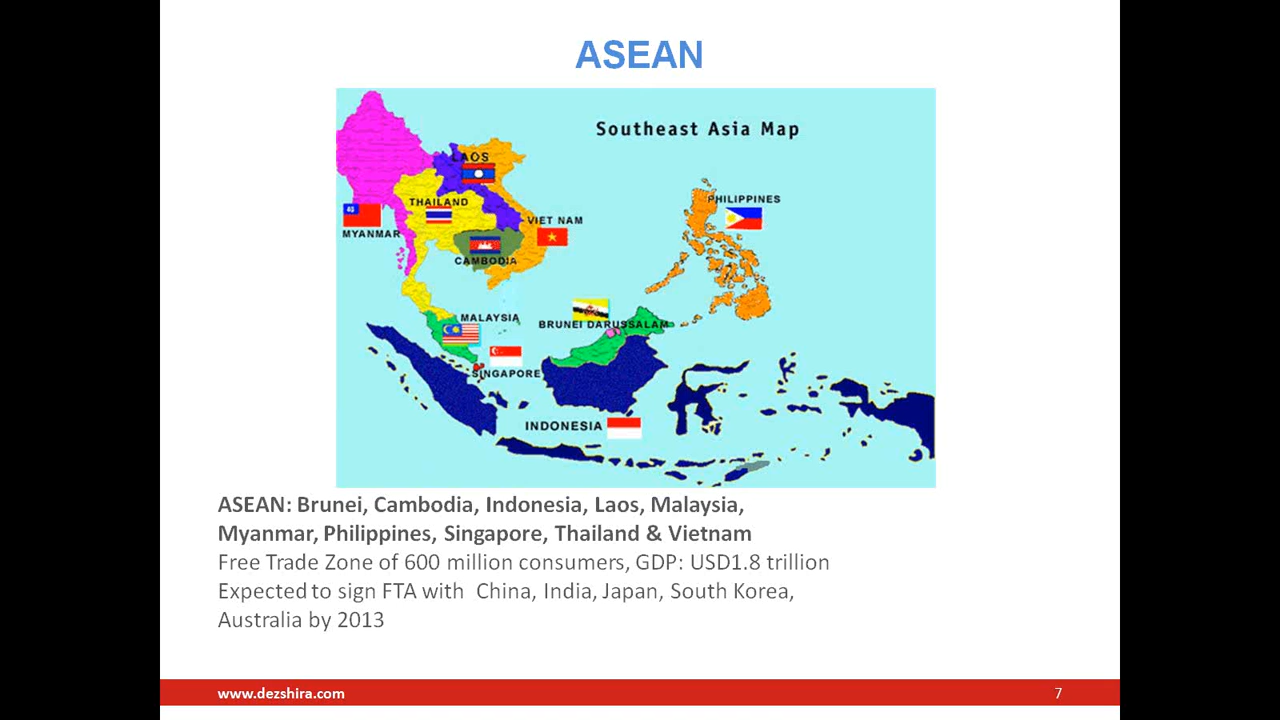 ASEAN
Southeast Asia Map
LAOS
THAILAND
PHILIPPINES
VIET NAM
MYANMAR
CAMBODIA
MALAYSIA
BRUNEI DARUSSALAM
SINGAPORE
INDONESIA
ASEAN: Brunei, Cambodia, Indonesia, Laos, Malaysia,
Myanmar, Philippines, Singapore, Thailand & Vietnam
Free Trade Zone of 600 million consumers, GDP: USD1.8 trillion
Expected to sign FTA with  China, India, Japan, South Korea,
Australia by 2013
www.dezshira.com
7